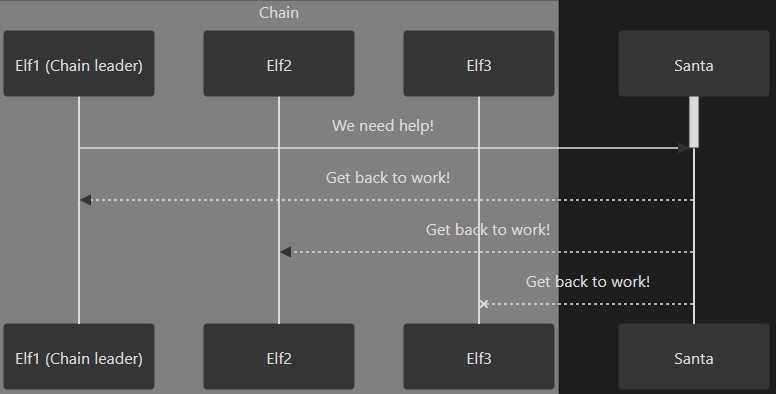 Chain
Elf1 (Chain leader)
Elf2
Elf3
Santa
We need help!
Get back to work!
Get back to work!
Get back to work!
Elf1 (Chain leader)
Elf2
Elf3
Santa